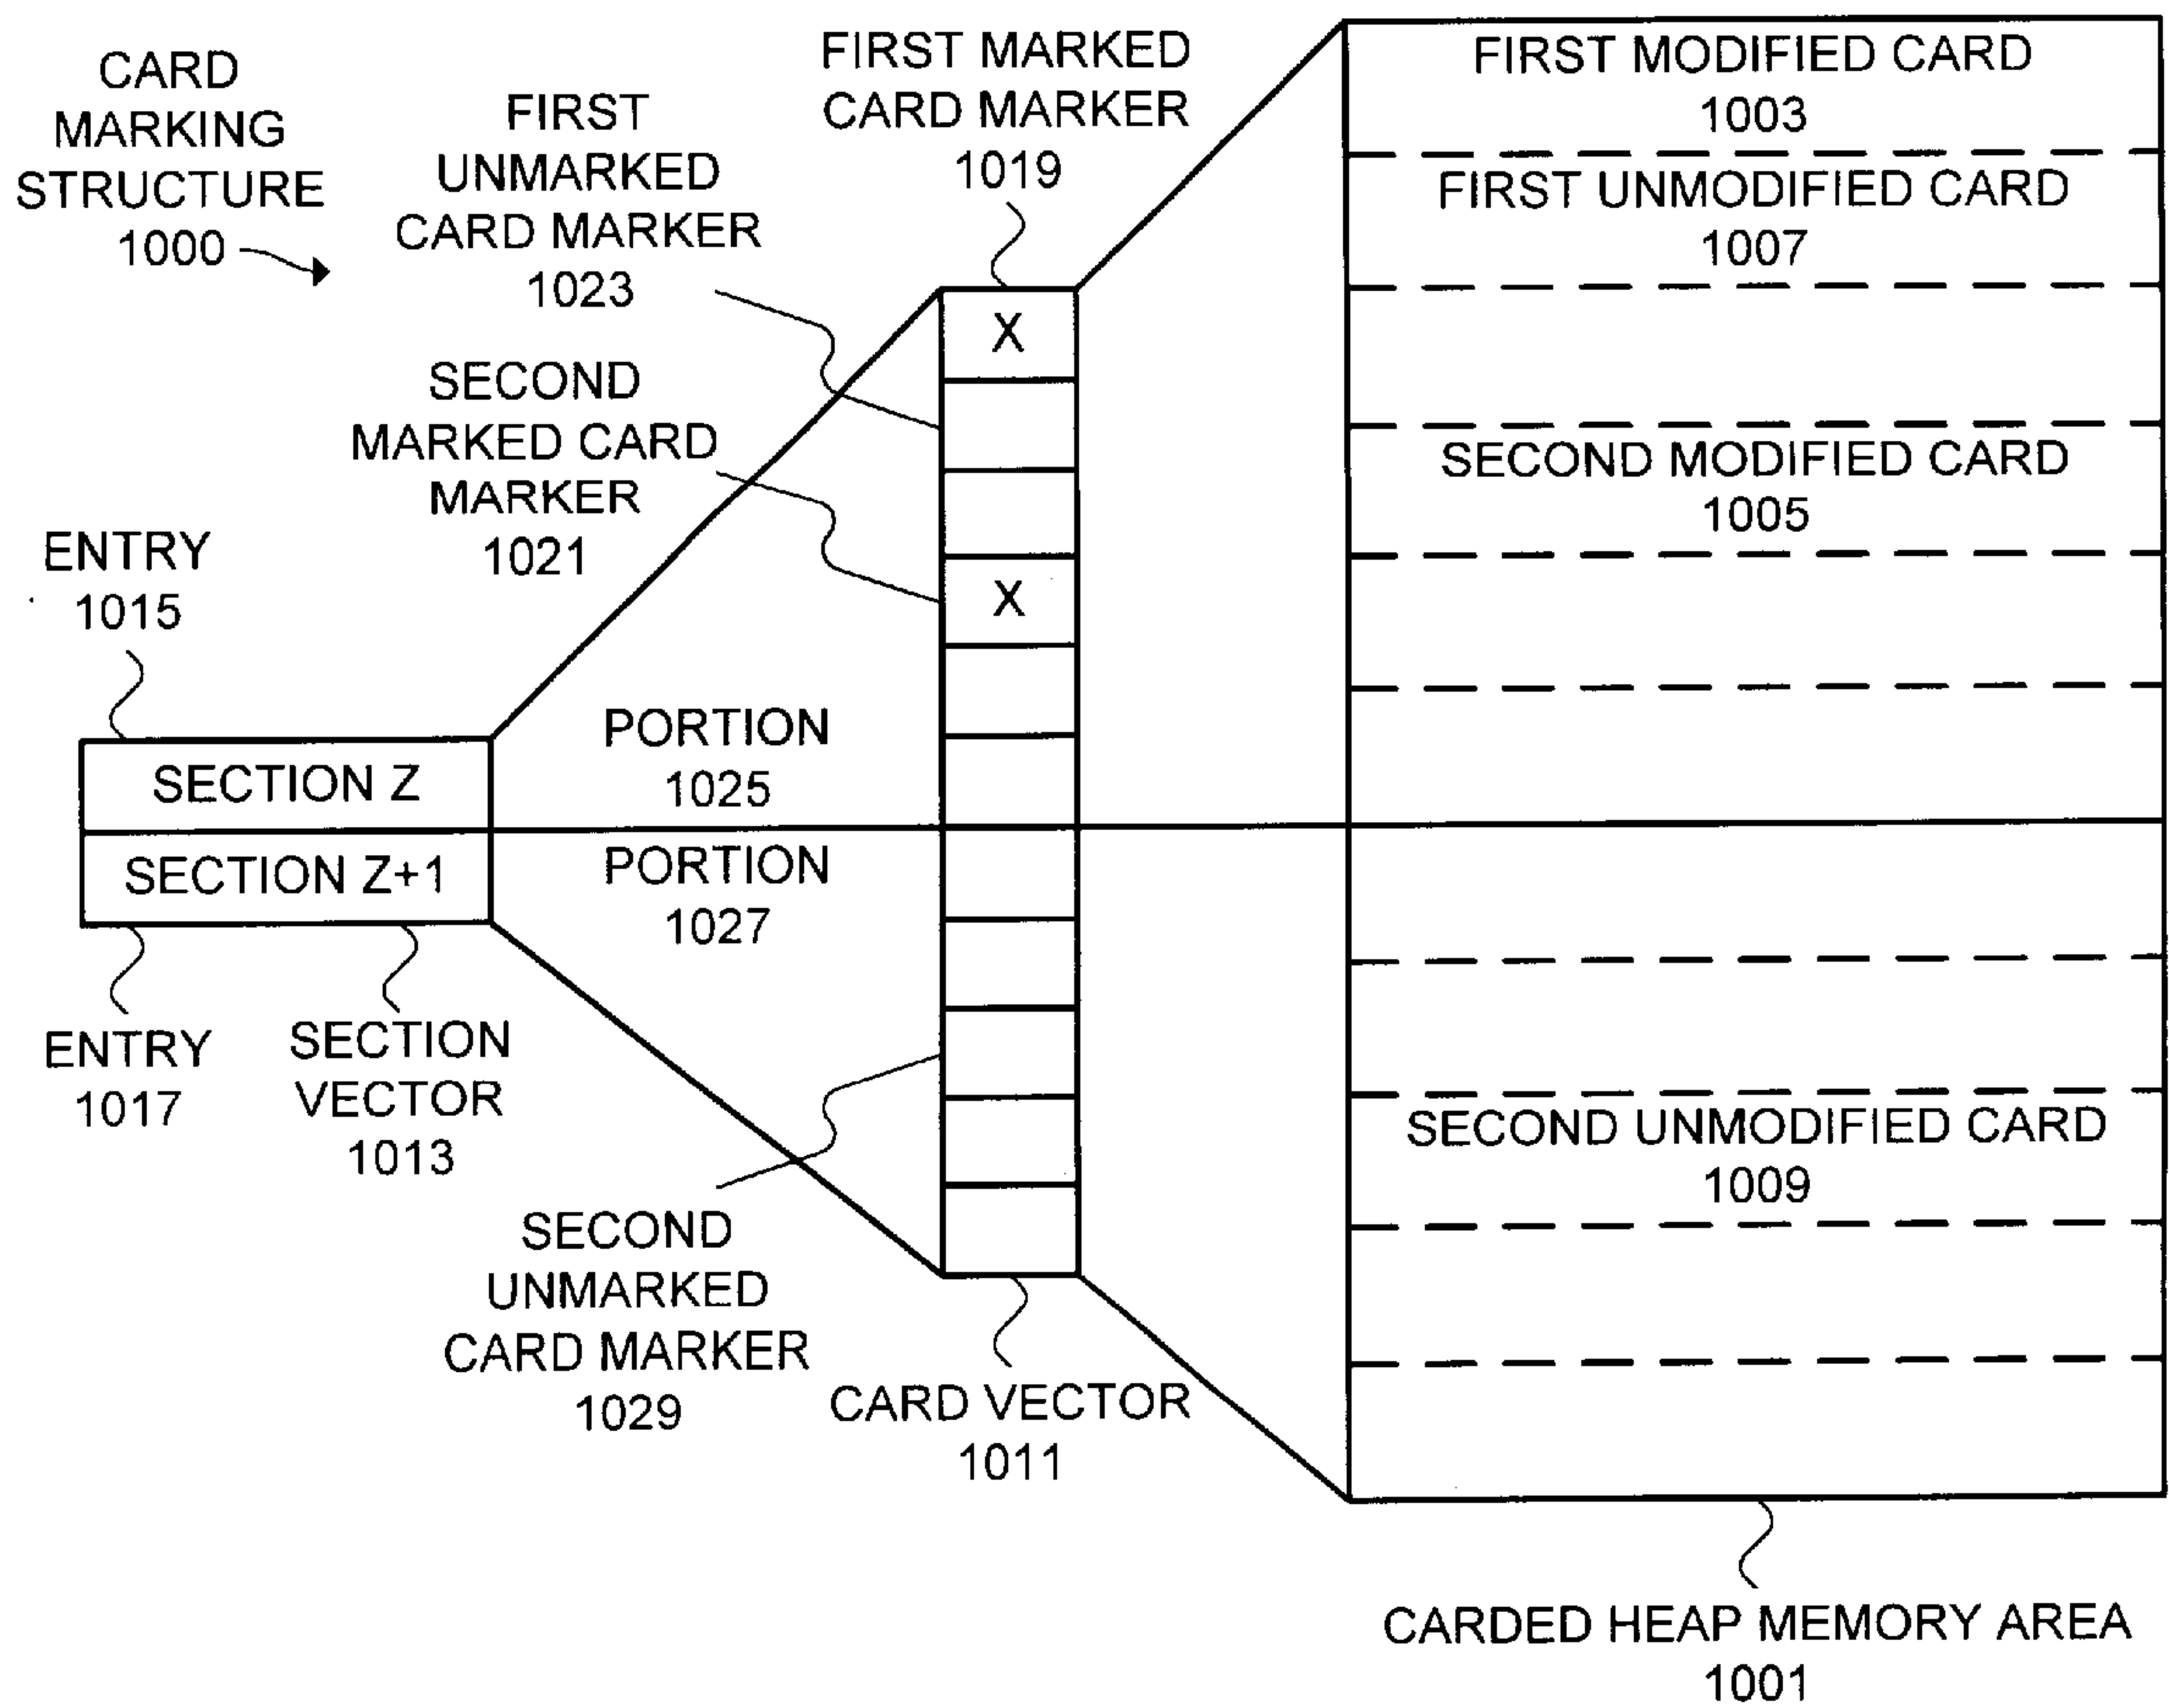 CARD
MARKING
STRUCTURE
1000
FIRST
UNMARKED
CARD MARKER
1023
FIRST MARKED
CARD MARKER
1019
SECOND
MARKED CARD
MARKER
1021
ENTRY
1015
SECTION Z
SECTION Z+1
PORTION
1025
PORTION
1027
ENTRY
1017
SECTION
VECTOR
1013
SECOND
UNMARKED
CARD MARKER
1029
X
X
CARD VECTOR
1011
FIRST MODIFIED CARD
1003
FIRST UNMODIFIED CARD
1007
SECOND MODIFIED CARD
1005
SECOND UNMODIFIED CARD
1009
CARDED HEAP MEMORY AREA
1001